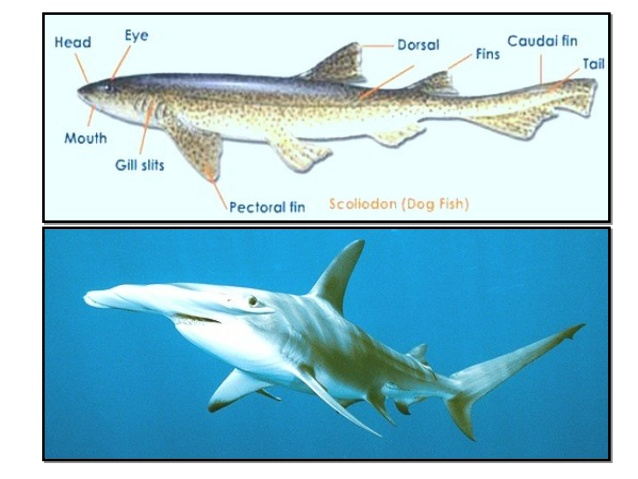 Head
Eye
Dorsal
Fins
Caudai fin
Tail
Mouth
Gill slits
Pectoral fin
Scoliodon (Dog Fish)